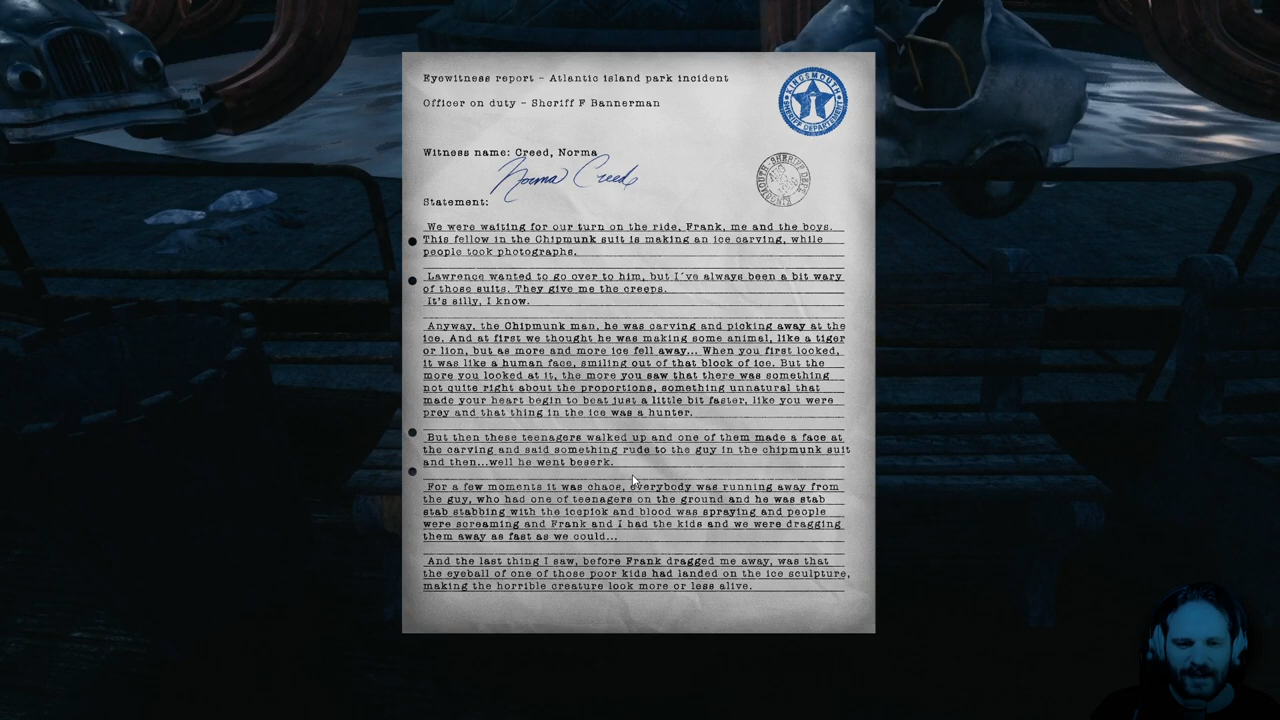 Eyewitness report - Atlantic island park incident
KINGSMOUTH SHERIFF DEPARTMENT
Officer on duty - Sheriff F Bannerman
Witness name: Creed, Norma
Norma Creed
KINGSMOUTH SHERIFF DEPT.
Statement:
We were waiting for our turn on the ride, Frank, me and the boys.
This fellow in the Chipmunk suit is making an ice carving, while
people took photographs.
Lawrence wanted to go over to him, but I´ve always been a bit wary
of those suits. They give me the creeps.
It's silly, I know.
Anyway, the Chipmunk man, he was carving and picking away at the
ice. And at first we thought he was making some animal, like a tiger
or lion, but as more and more ice fell away... When you first looked,
it was like a human face, smiling out of that block of ice. But the
more you looked at it, the more you saw that there was something
not quite right about the proportions, something unnatural that
made your heart begin to beat just a little bit faster, like you were
prey and that thing in the ice was a hunter.
But then these teenagers walked up and one of them made a face at
the carving and said something rude to the guy in the chipmunk suit
and then...well he went beserk.
For a few moments it was chaos, everybody was running away from
the guy, who had one of teenagers on the ground and he was stab
stab stabbing with the icepick and blood was spraying and people
were screaming and Frank and I had the kids and we were dragging
them away as fast as we could...
And the last thing I saw, before Frank dragged me away, was that
the eyeball of one of those poor kids had landed on the ice sculpture,
making the horrible creature look more or less alive.